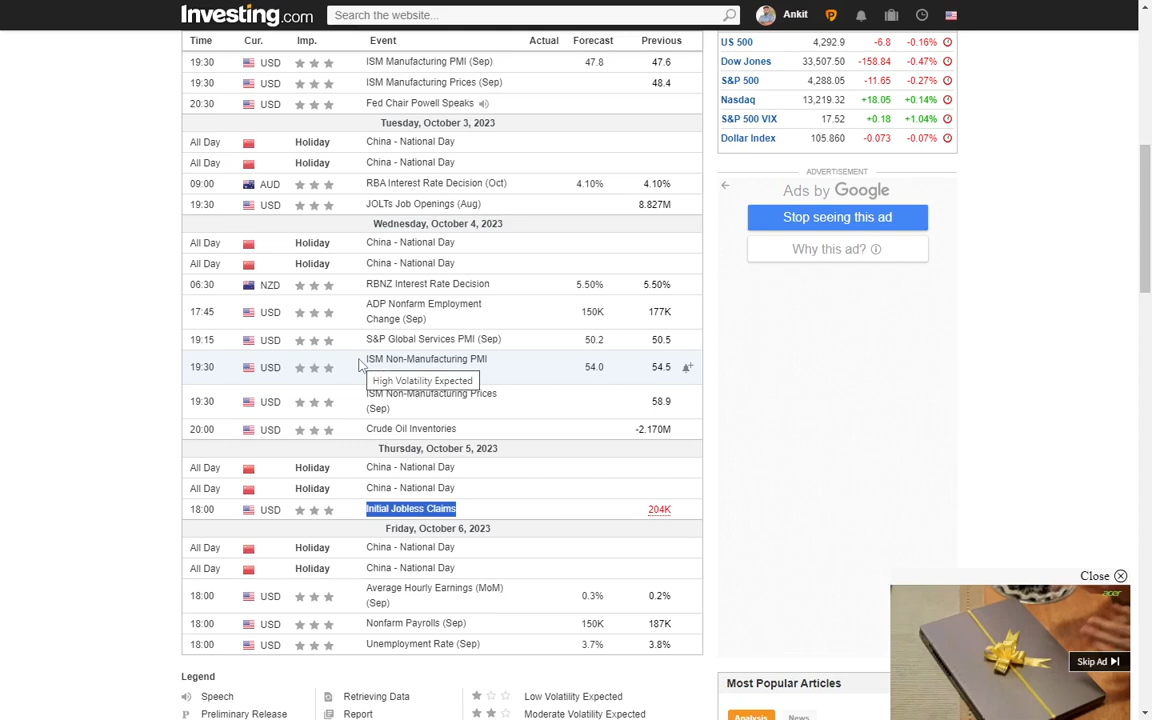 Investing.com Search the website... Ankit
Time Cur. Imp. Event Actual Forecast Previous
19:30 USD ISM Manufacturing PMI (Sep) 47.8 47.6
19:30 USD ISM Manufacturing Prices (Sep) 48.4
20:30 USD Fed Chair Powell Speaks
Tuesday, October 3, 2023
All Day Holiday China - National Day
All Day Holiday China - National Day
09:00 AUD RBA Interest Rate Decision (Oct) 4.10% 4.10%
19:30 USD JOLTs Job Openings (Aug) 8.827M
Wednesday, October 4, 2023
All Day Holiday China - National Day
All Day Holiday China - National Day
06:30 NZD RBNZ Interest Rate Decision 5.50% 5.50%
17:45 USD ADP Nonfarm Employment 150K 177K
Change (Sep)
19:15 USD S&P Global Services PMI (Sep) 50.2 50.5
19:30 USD ISM Non-Manufacturing PMI 54.0 54.5
High Volatility Expected
19:30 USD ISM Non-Manufacturing Prices 58.9
(Sep)
20:00 USD Crude Oil Inventories -2.170M
Thursday, October 5, 2023
All Day Holiday China - National Day
All Day Holiday China - National Day
18:00 USD Initial Jobless Claims 204K
Friday, October 6, 2023
All Day Holiday China - National Day
All Day Holiday China - National Day
18:00 USD Average Hourly Earnings (MoM) 0.3% 0.2%
(Sep)
18:00 USD Nonfarm Payrolls (Sep) 150K 187K
18:00 USD Unemployment Rate (Sep) 3.7% 3.8%
Legend
Speech Retrieving Data Low Volatility Expected
P Preliminary Release Report Moderate Volatility Expected
US 500 4,292.9 -6.8 -0.16%
Dow Jones 33,507.50 -158.84 -0.47%
S&P 500 4,288.05 -11.65 -0.27%
Nasdaq 13,219.32 +18.05 +0.14%
S&P 500 VIX 17.52 +0.18 +1.04%
Dollar Index 105.860 -0.073 -0.07%
ADVERTISEMENT
Ads by Google
Stop seeing this ad
Why this ad?
Close
acer
Skip Ad
Most Popular Articles
Analysis News